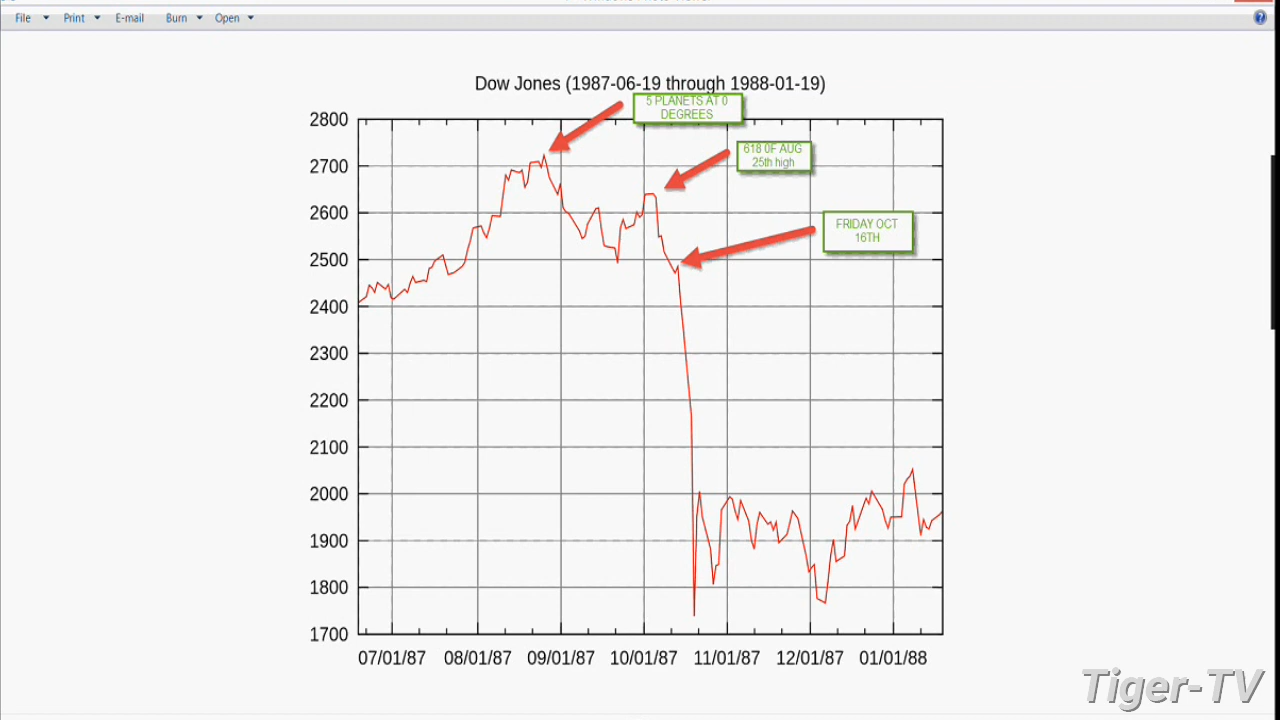 File Print E-mail Burn Open
Dow Jones (1987-06-19 through 1988-01-19)
5 PLANETS AT 0
DEGREES
618 0F AUG
25th high
FRIDAY OCT
16TH
2800
2700
2600
2500
2400
2300
2200
2100
2000
1900
1800
1700
07/01/87 08/01/87 09/01/87 10/01/87 11/01/87 12/01/87 01/01/88
Tiger-TV